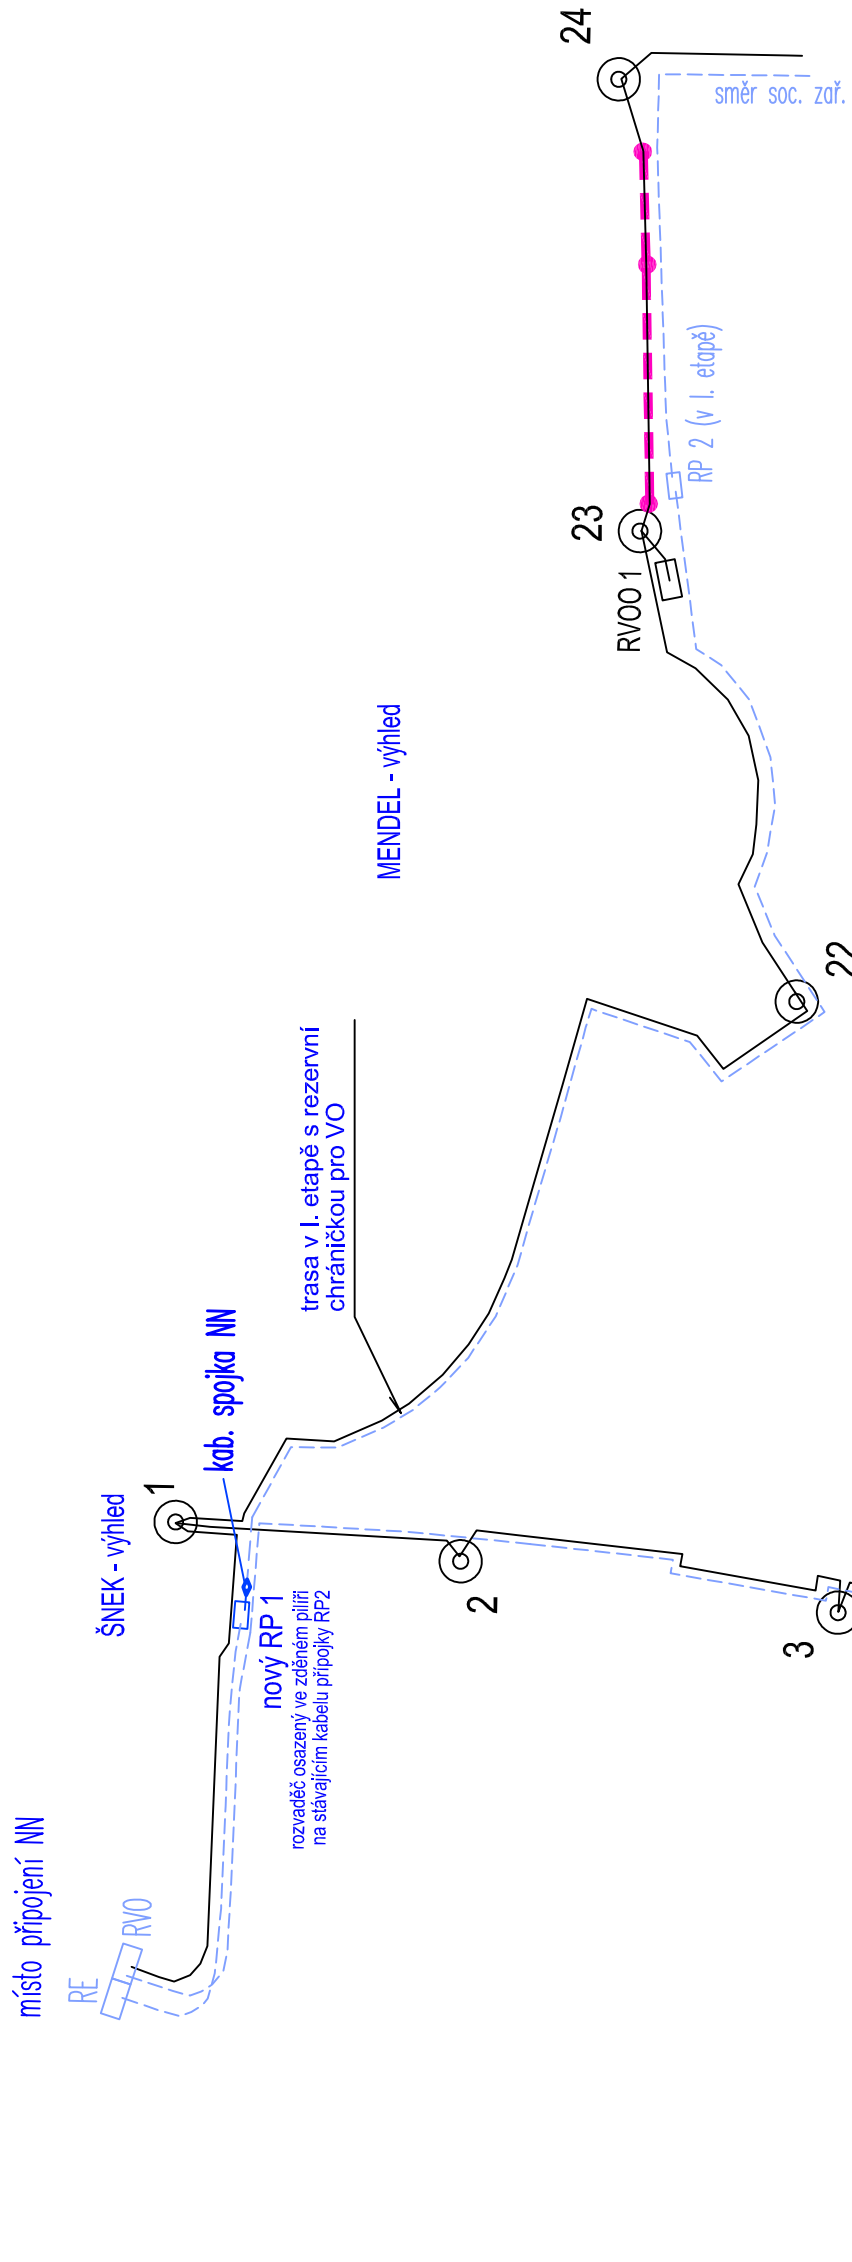 místo připojení NN
RE
RVO
ŠNEK - výhled
1
kab. spojka NN
nový RP 1
rozvaděč osazený ve zděném pilíři
na stávajícím kabelu přípojky RP2
trasa v I. etapě s rezervní
chráničkou pro VO
MENDEL - výhled
2
3
22
23
RVOO 1
RP 2 (v I. etapě)
24
směr soc. zař.